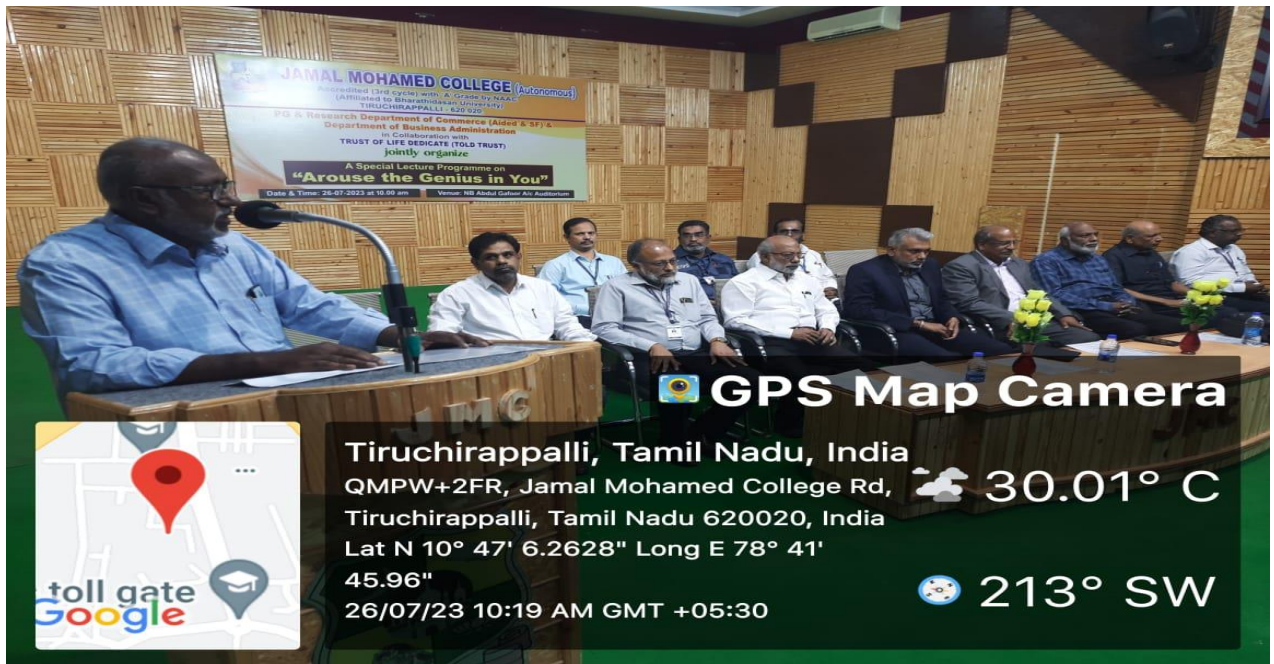 JAMAL MOHAMED COLLEGE (Autonomous)
Accredited (3rd cycle) with 'A' Grade by NAAC
(Affiliated to Bharathidasan University)
TIRUCHIRAPPALLI - 620 020
PG & Research Department of Commerce (Aided & SF) &
Department of Business Administration
in Collaboration with
TRUST OF LIFE DEDICATE (TOLD TRUST)
jointly organize
A Special Lecture Programme on
“Arouse the Genius in You”
Date & Time: 26-07-2023 at 10.00 am Venue: NB Abdul Gafoor A/c Auditorium
JMC
JMC
GPS Map Camera
Tiruchirappalli, Tamil Nadu, India
QMPW+2FR, Jamal Mohamed College Rd,
Tiruchirappalli, Tamil Nadu 620020, India
Lat N 10° 47' 6.2628" Long E 78° 41'
45.96"
26/07/23 10:19 AM GMT +05:30
30.01° C
213° SW
toll gate
Google